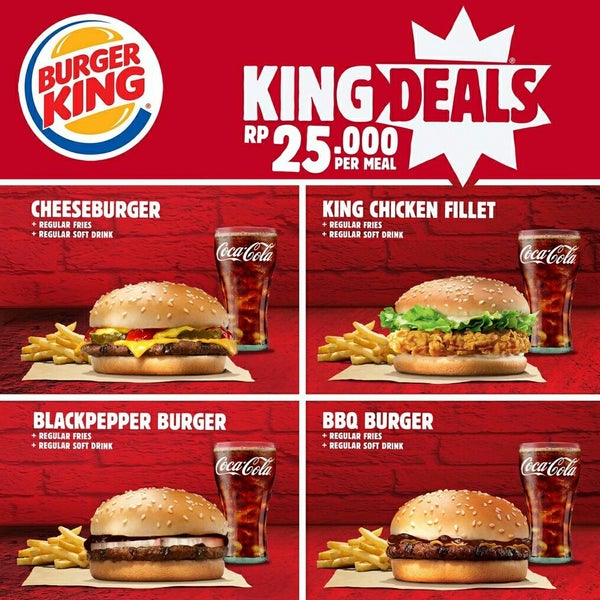 BURGER
KING
®
KING DEALS®
RP 25.000
PER MEAL
CHEESEBURGER
+ REGULAR FRIES
+ REGULAR SOFT DRINK
Coca-Cola
KING CHICKEN FILLET
+ REGULAR FRIES
+ REGULAR SOFT DRINK
Coca-Cola
BLACKPEPPER BURGER
+ REGULAR FRIES
+ REGULAR SOFT DRINK
Coca-Cola
BBQ BURGER
+ REGULAR FRIES
+ REGULAR SOFT DRINK
Coca-Cola